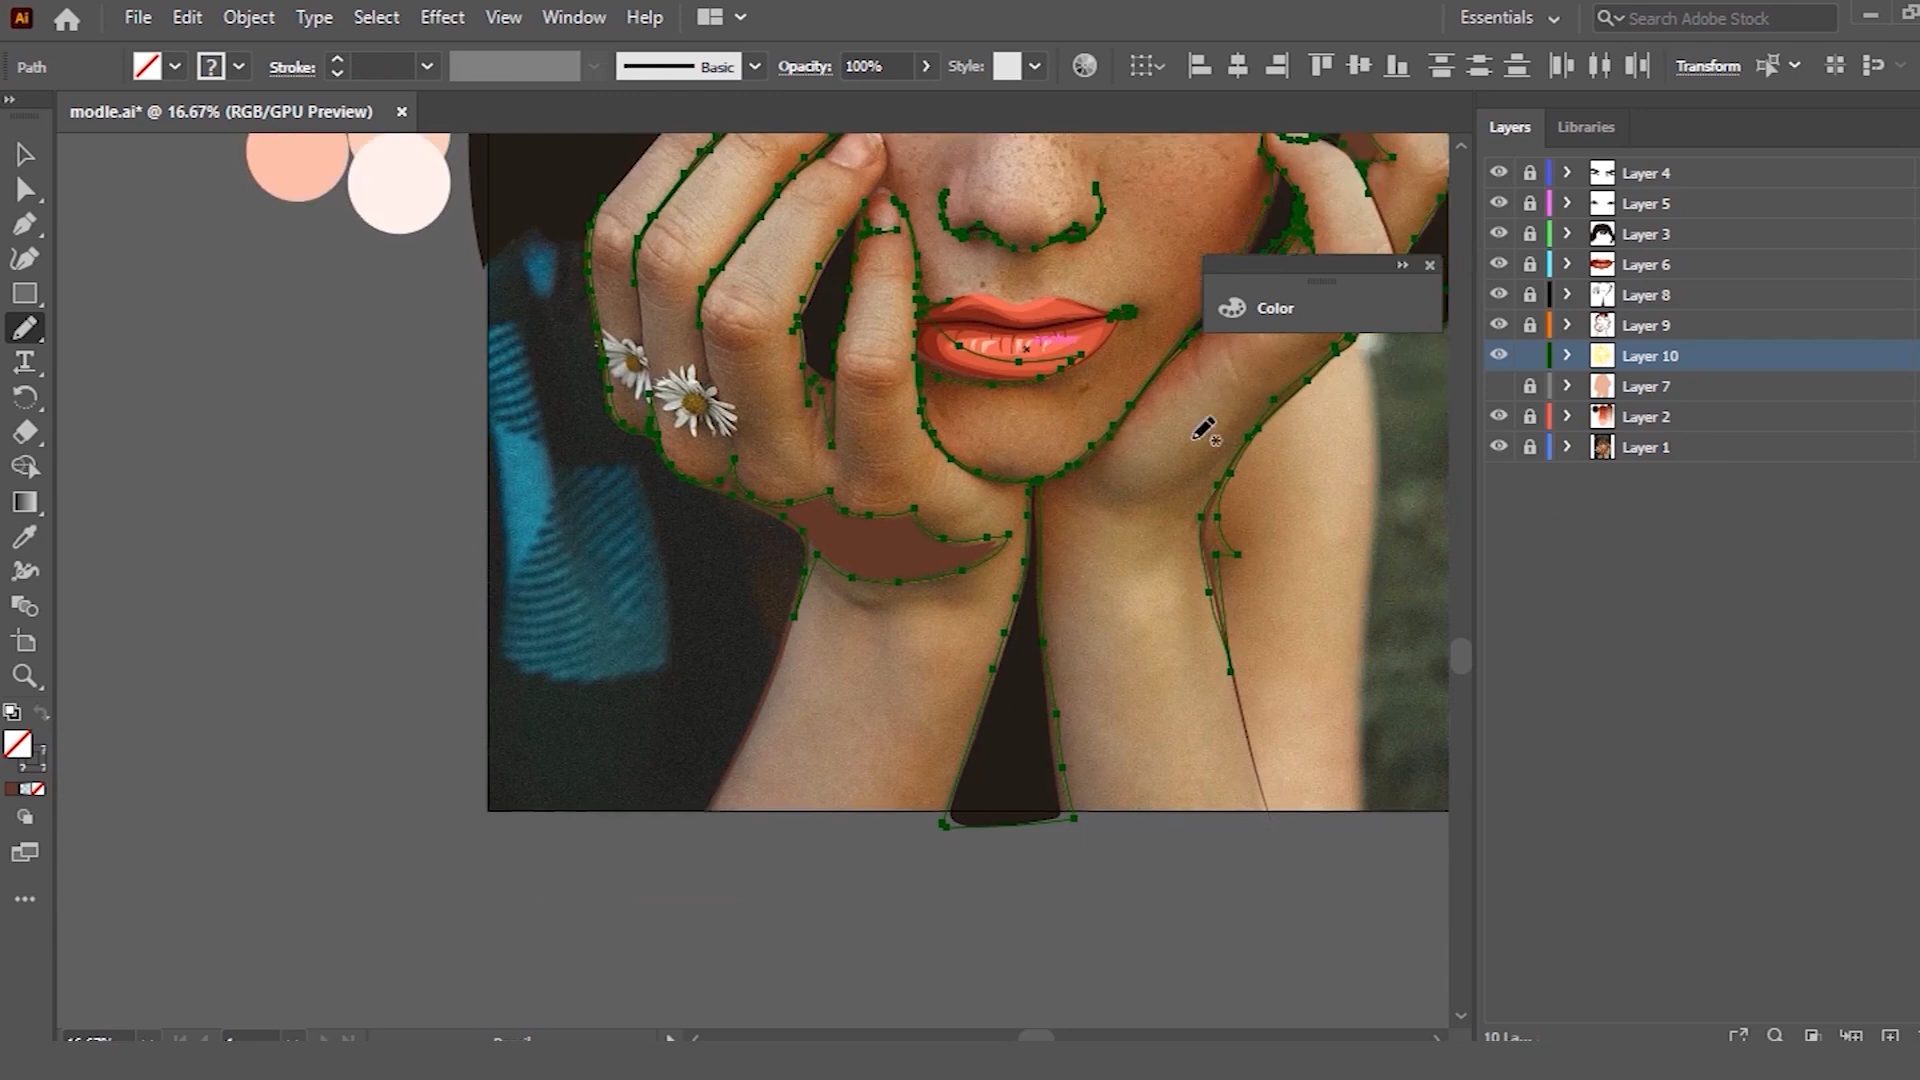 Ai File Edit Object Type Select Effect View Window Help Essentials Search Adobe Stock
Path ? Stroke: Basic Opacity: 100% Style: Transform
modle.ai* @ 16.67% (RGB/GPU Preview)
Layers Libraries
Layer 4
Layer 5
Layer 3
Layer 6
Layer 8
Layer 9
Layer 10
Layer 7
Layer 2
Layer 1
Color
10 La...